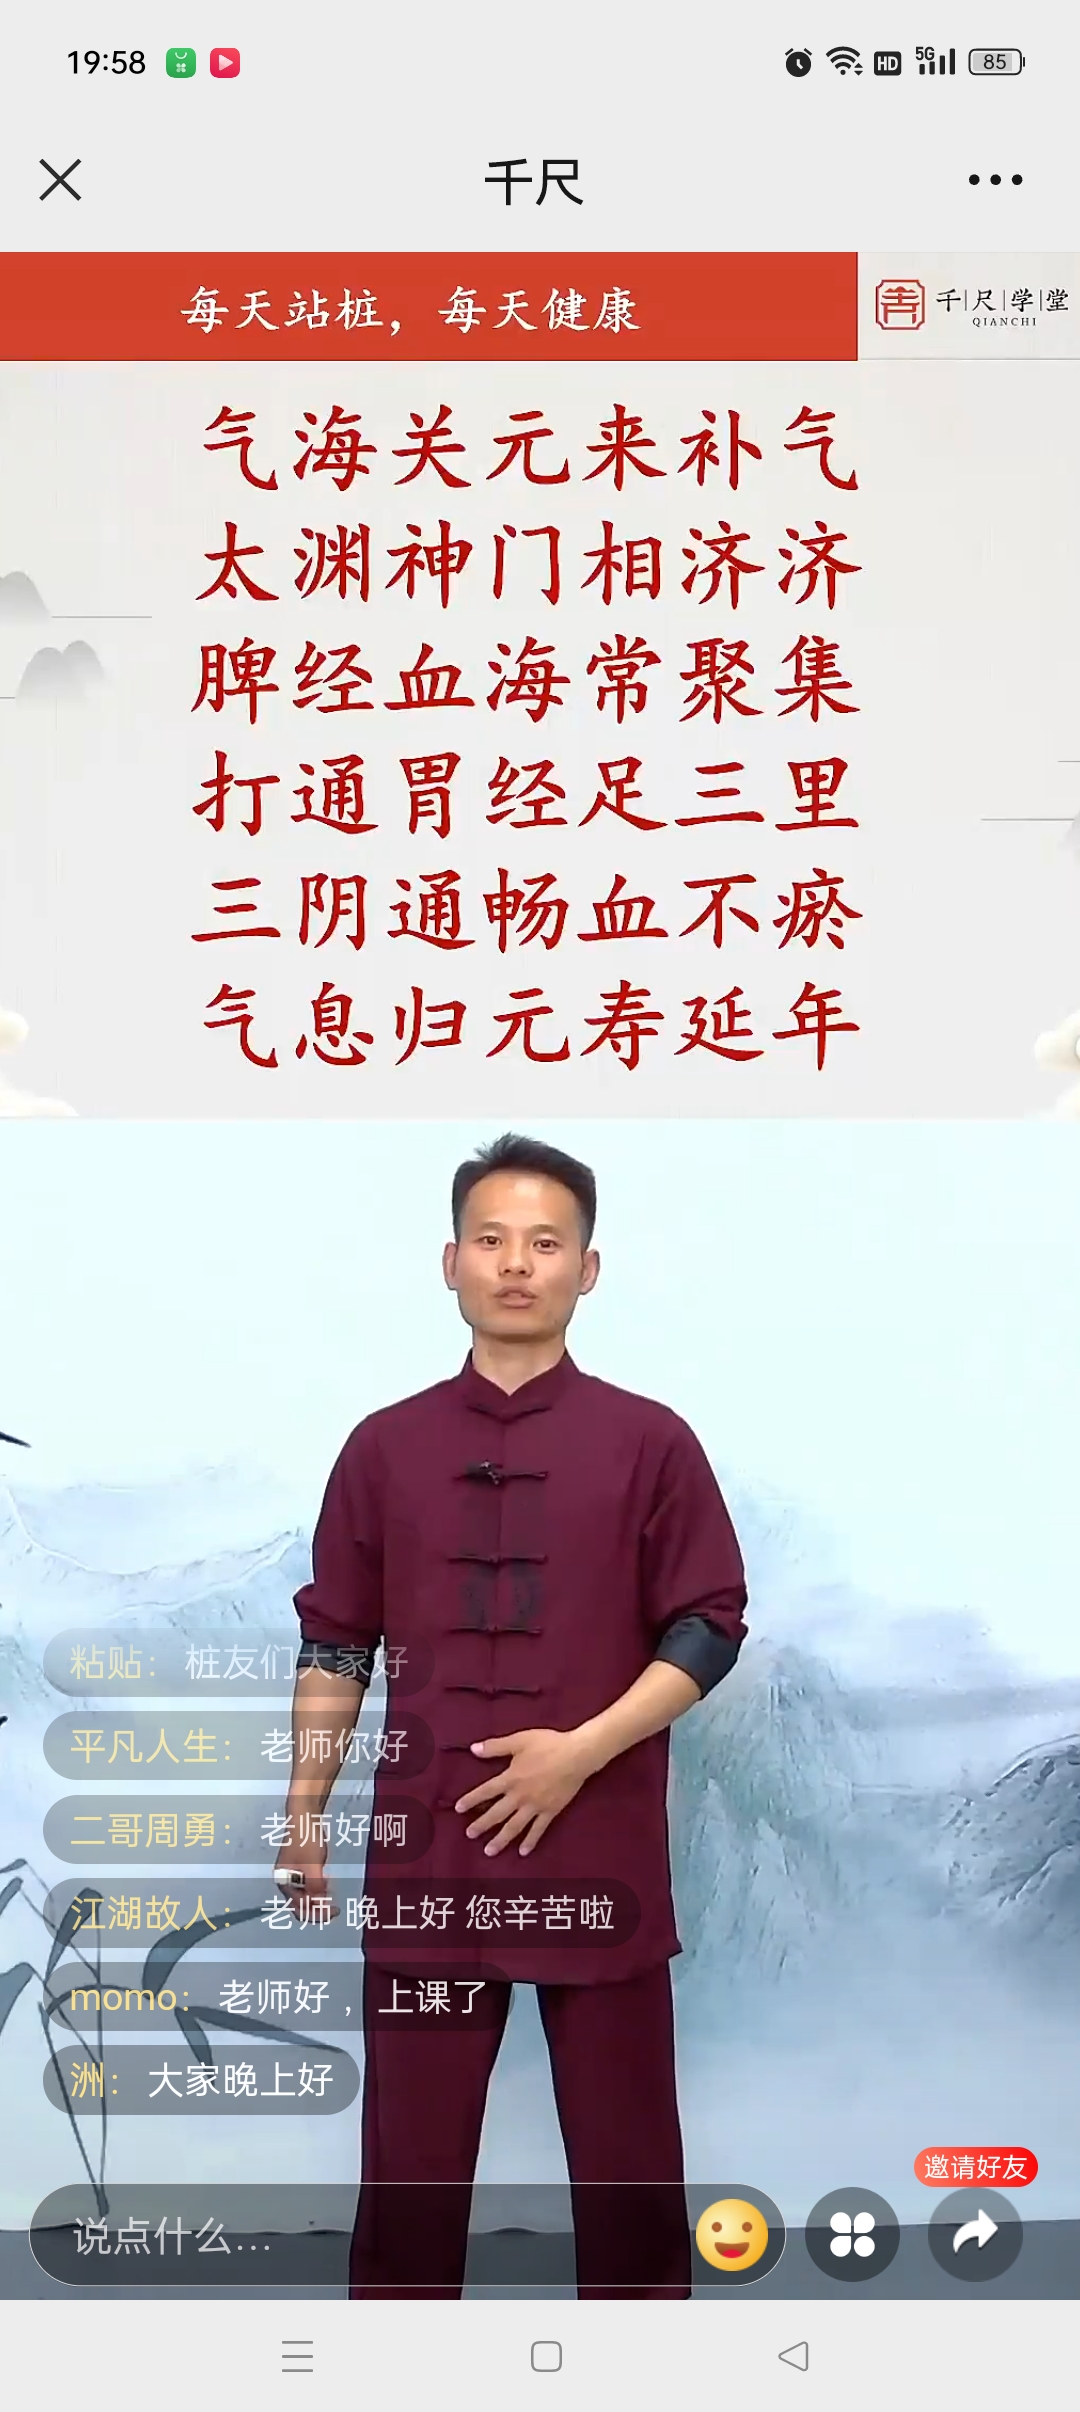 19:58
HD
5G
85
千尺
每天站桩，每天健康
千尺学堂
QIANCHI
气海关元来补气
太渊神门相济济
脾经血海常聚集
打通胃经足三里
三阴通畅血不瘀
气息归元寿延年
粘贴：桩友们大家好
平凡人生：老师你好
二哥周勇：老师好啊
江湖故人：老师 晚上好 您辛苦啦
momo：老师好，上课了
洲：大家晚上好
邀请好友
说点什么...